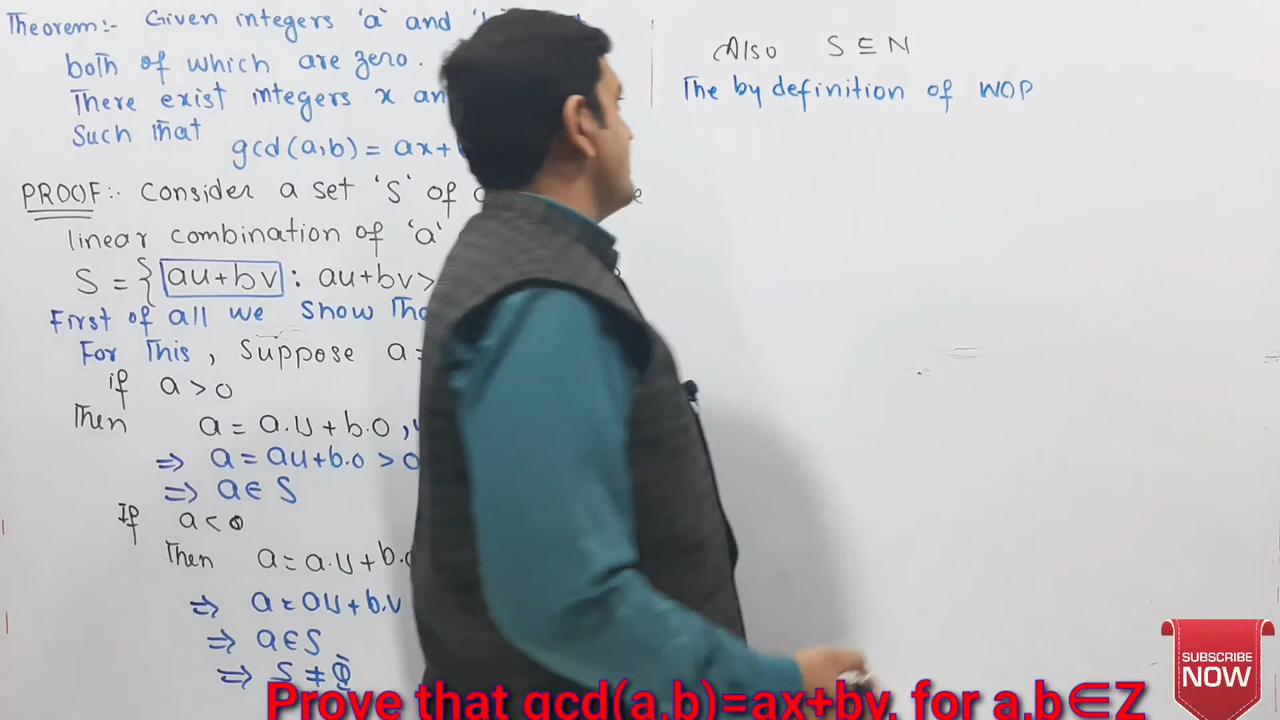 Theorem:- Given integers 'a' and
both of which are zero.
There exist integers x an
Such that
gcd(a,b) = ax+
PROOF:- Consider a set 'S' of
linear combination of 'a'
S = { au+bv : au+bv>
First of all we Show Tha
For This, Suppose a=
if a > 0
Then a = a.u + b.0,
⇒ a = au+b.0 > 0
⇒ a ∈ S
If a < 0
Then a = a.u + b.
⇒ a = au + b.v
⇒ a ∈ S
⇒ S ≠ Φ
Also S ⊆ N
The by definition of WOP
Prove that gcd(a,b)=ax+by, for a,b∈Z
SUBSCRIBE
NOW